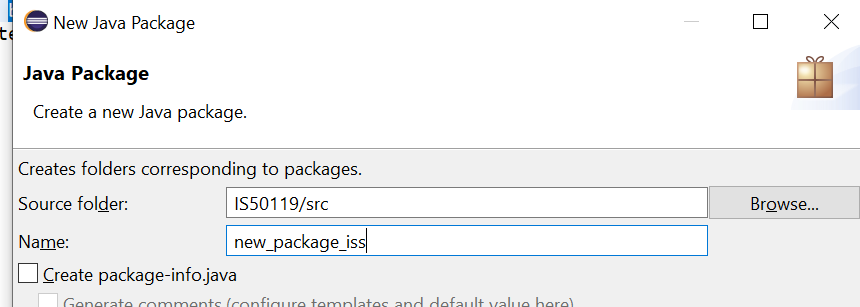 New Java Package
Java Package
Create a new Java package.
Creates folders corresponding to packages.
Source folder: IS50119/src Browse...
Name: new_package_iss
Create package-info.java
Generate comments (configure templates and default value here)